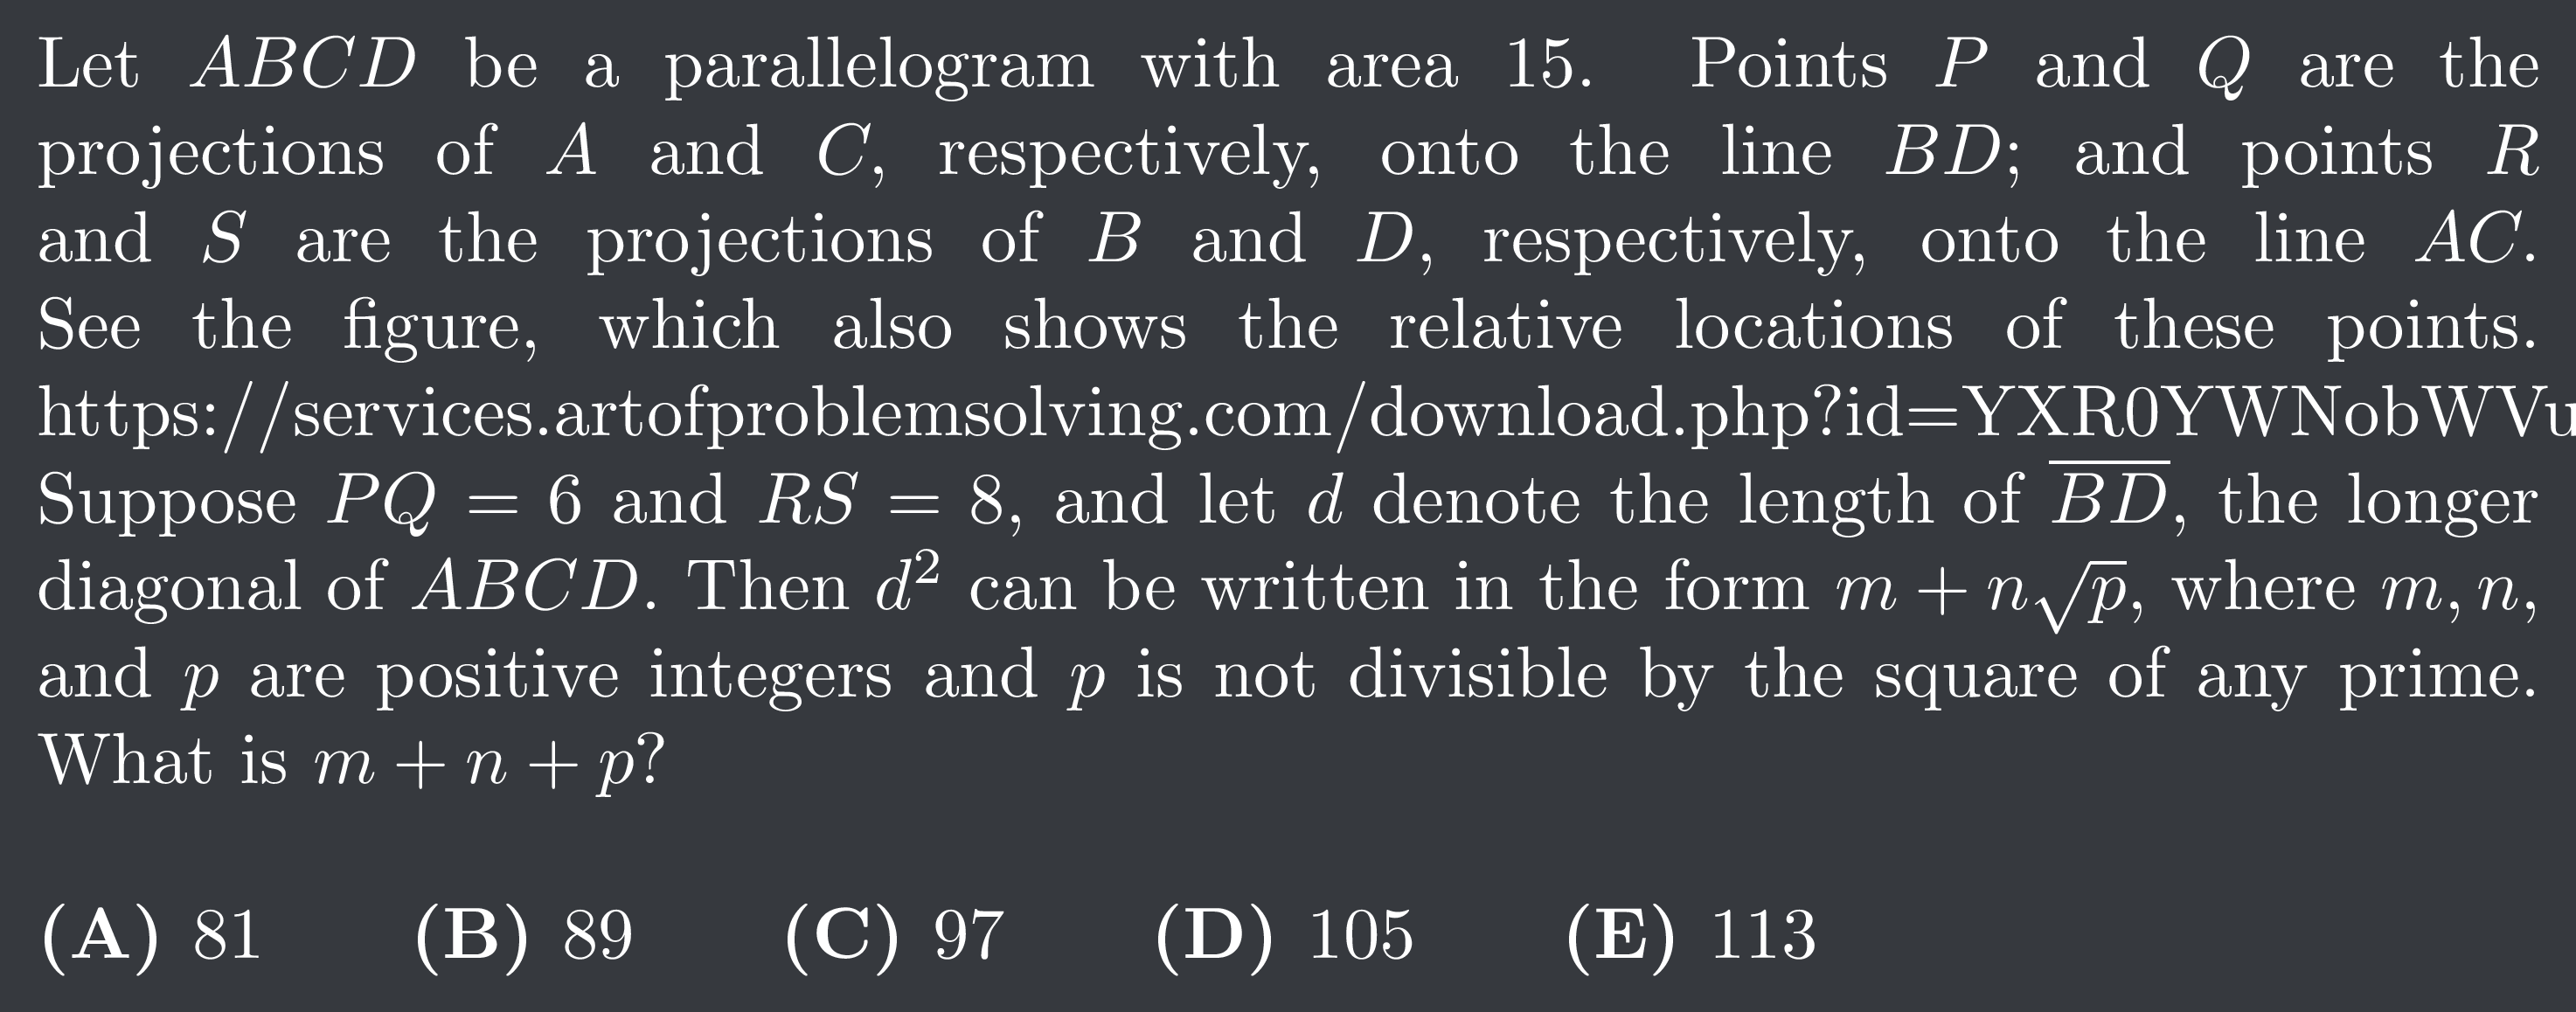 Let ABCD be a parallelogram with area 15. Points P and Q are the
projections of A and C, respectively, onto the line BD; and points R
and S are the projections of B and D, respectively, onto the line AC.
See the figure, which also shows the relative locations of these points.
https://services.artofproblemsolving.com/download.php?id=YXR0YWNobWVu
Suppose PQ = 6 and RS = 8, and let d denote the length of \overline{BD}, the longer
diagonal of ABCD. Then d² can be written in the form m + n√p, where m, n,
and p are positive integers and p is not divisible by the square of any prime.
What is m + n + p?
(A) 81 (B) 89 (C) 97 (D) 105 (E) 113